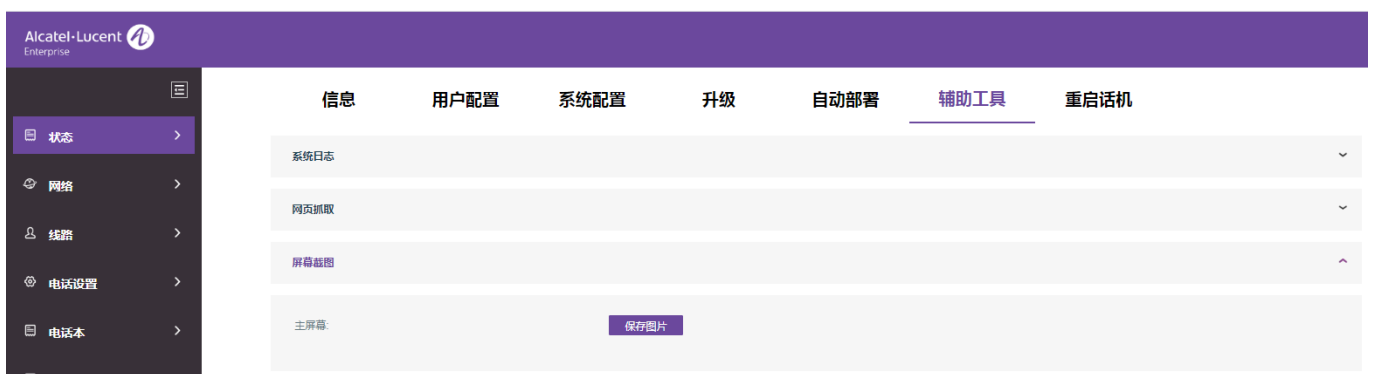 Alcatel·Lucent
Enterprise
信息 用户配置 系统配置 升级 自动部署 辅助工具 重启话机
状态
网络
线路
电话设置
电话本
系统日志
网页抓取
屏幕截图
主屏幕: 保存图片